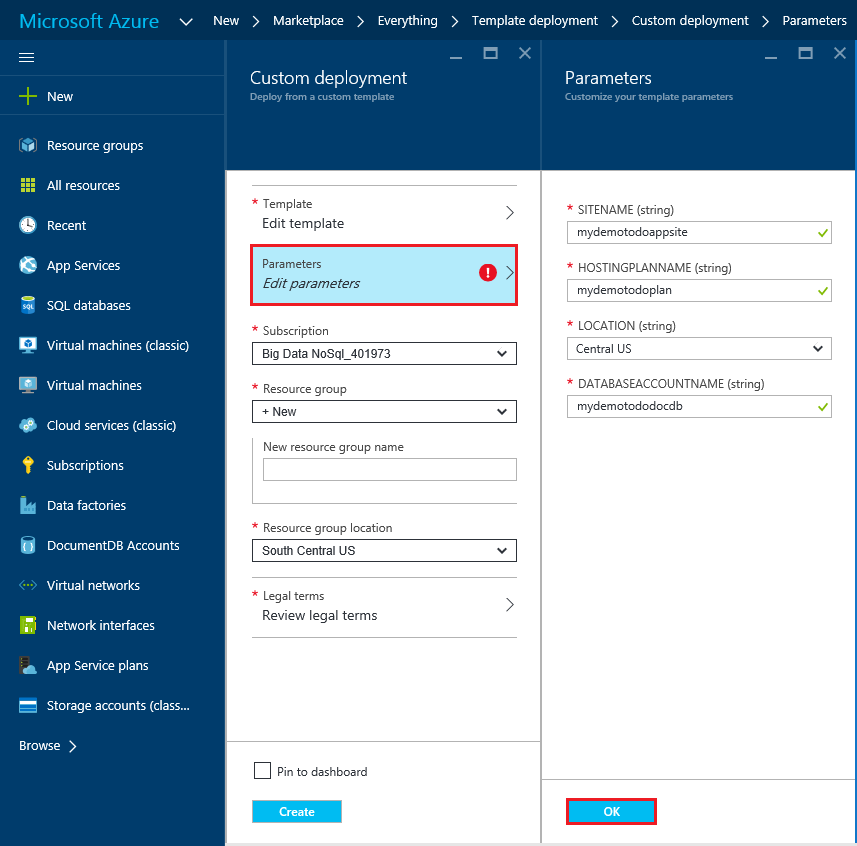 Microsoft Azure New Marketplace Everything Template deployment Custom deployment Parameters
New
Resource groups
All resources
Recent
App Services
SQL databases
Virtual machines (classic)
Virtual machines
Cloud services (classic)
Subscriptions
Data factories
DocumentDB Accounts
Virtual networks
Network interfaces
App Service plans
Storage accounts (class...
Browse
Custom deployment
Deploy from a custom template
* Template
Edit template
Parameters
Edit parameters
!
* Subscription
Big Data NoSql_401973
* Resource group
+ New
New resource group name
* Resource group location
South Central US
* Legal terms
Review legal terms
Pin to dashboard
Create
Parameters
Customize your template parameters
* SITENAME (string)
mydemotodoappsite
* HOSTINGPLANNAME (string)
mydemotodoplan
* LOCATION (string)
Central US
* DATABASEACCOUNTNAME (string)
mydemotododocdb
OK